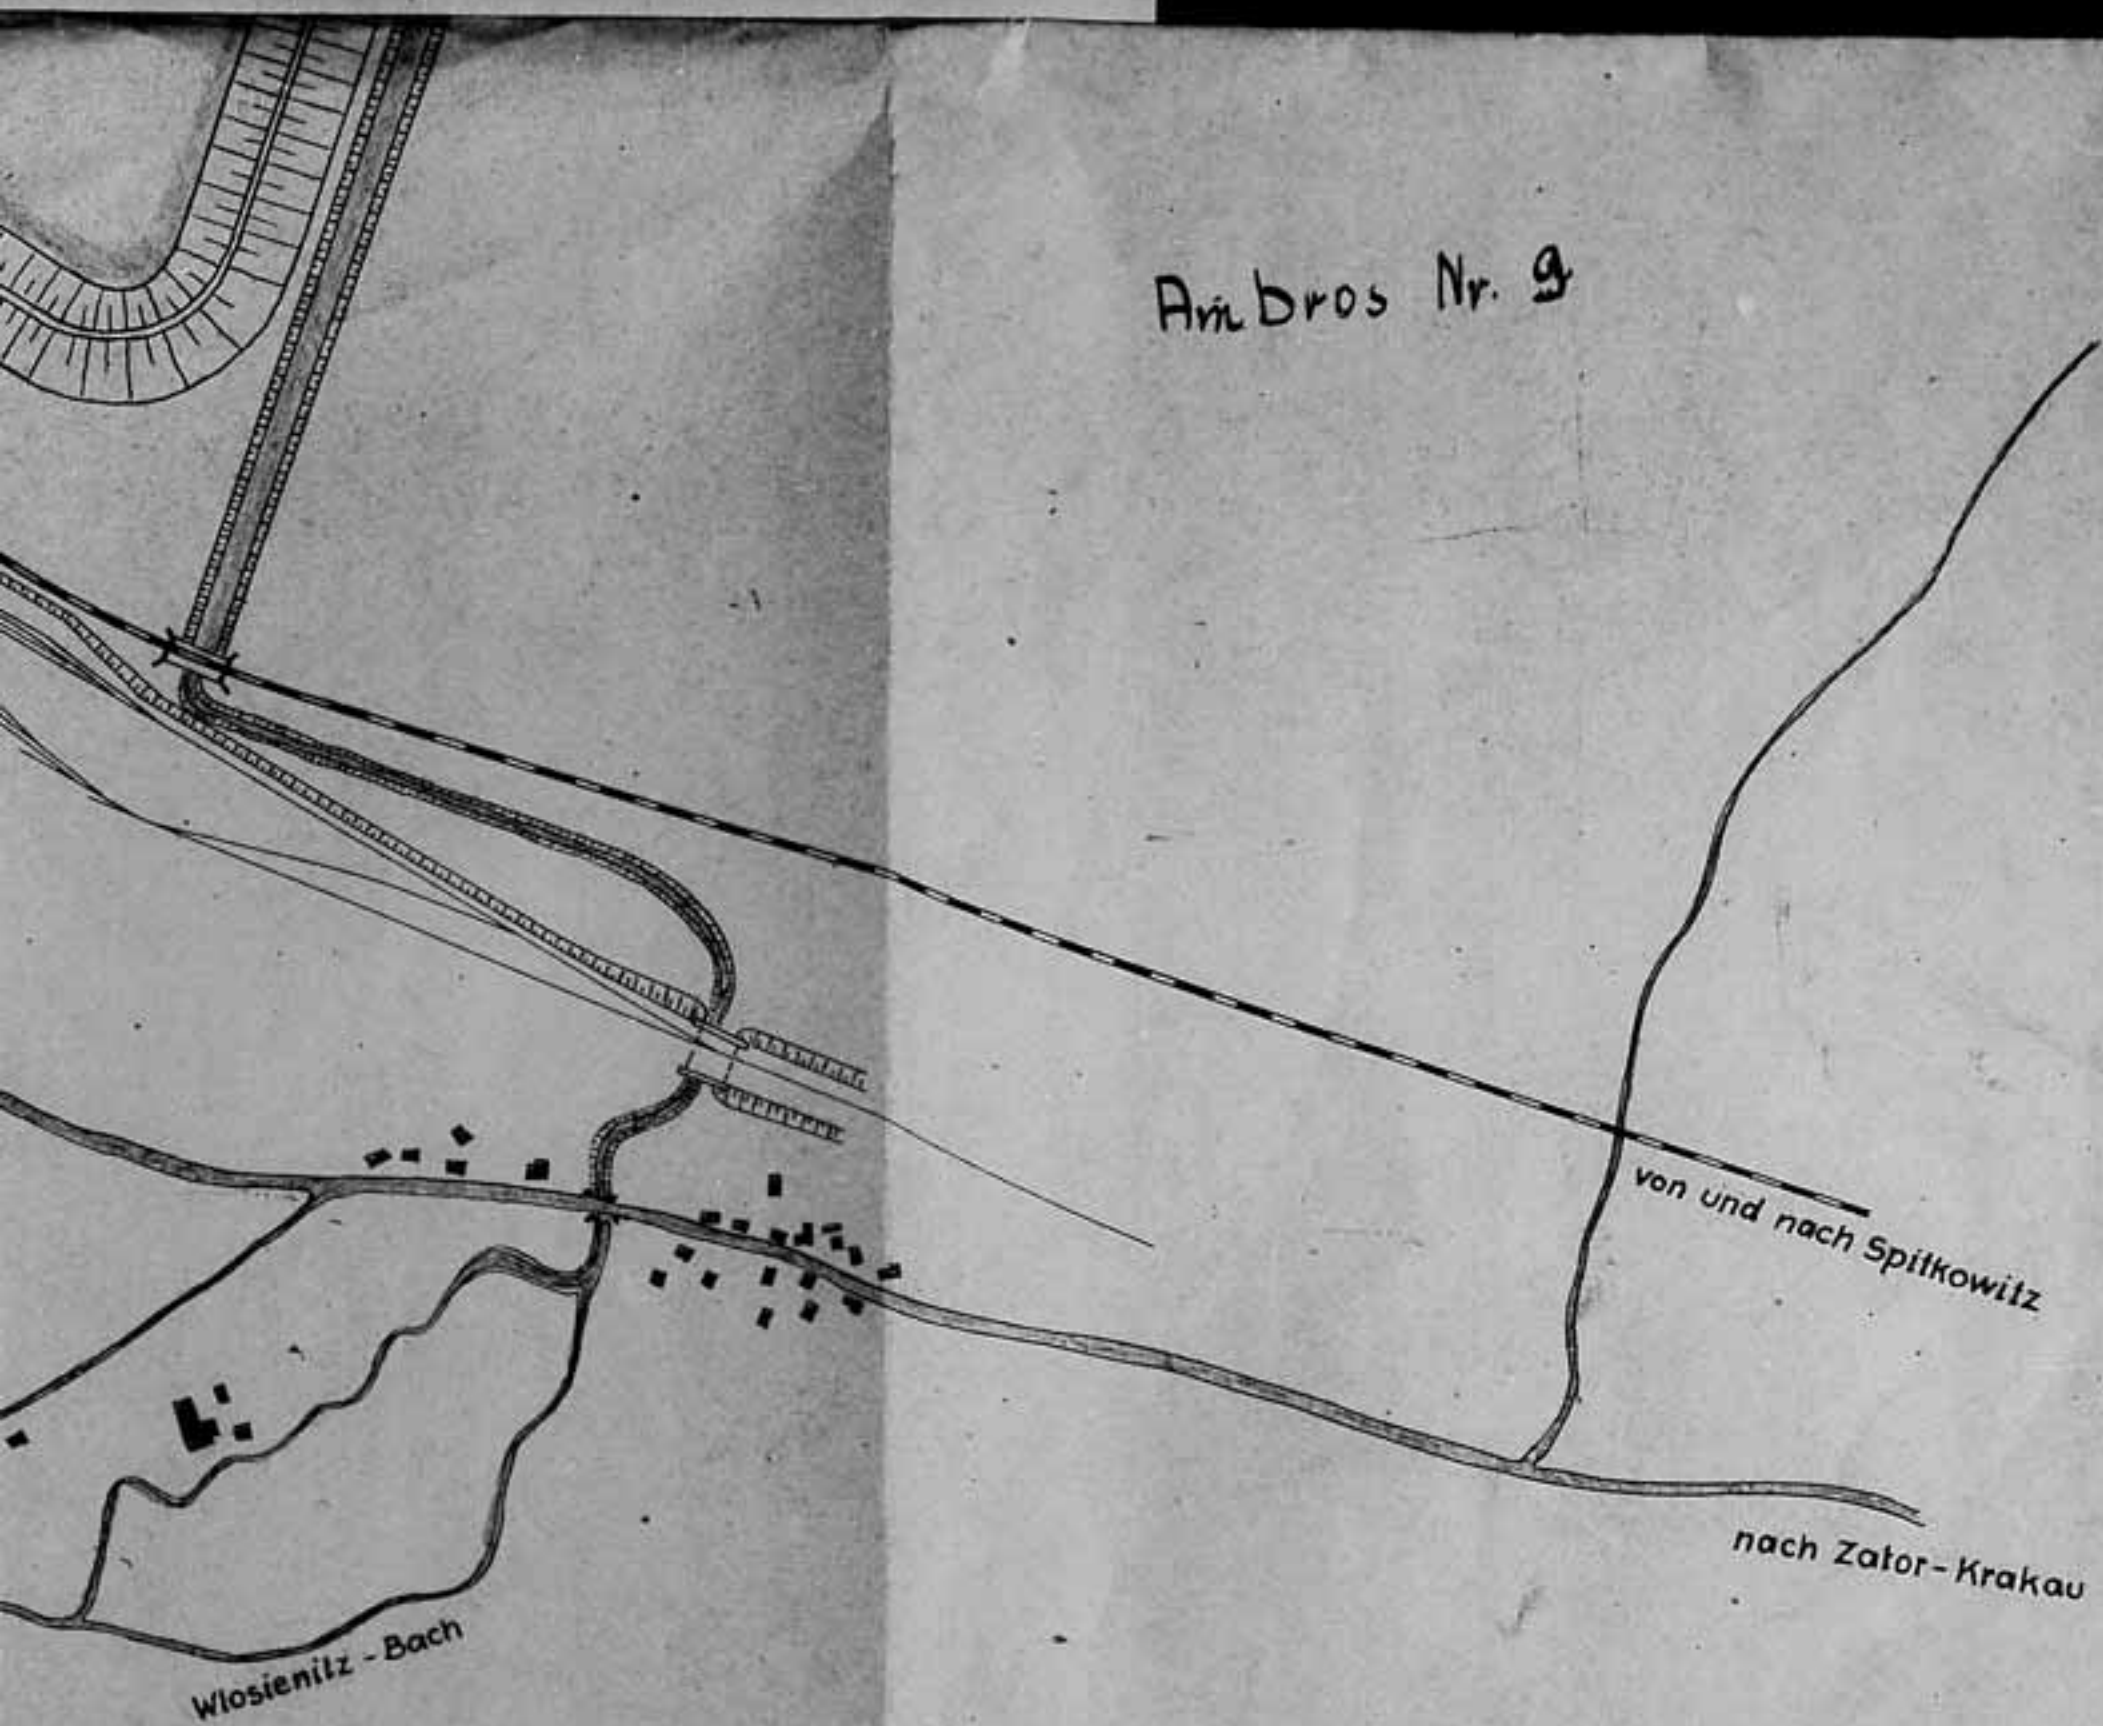 Ambros Nr. 9
von und nach Spitkowitz
nach Zator-Krakau
Wlosienitz-Bach